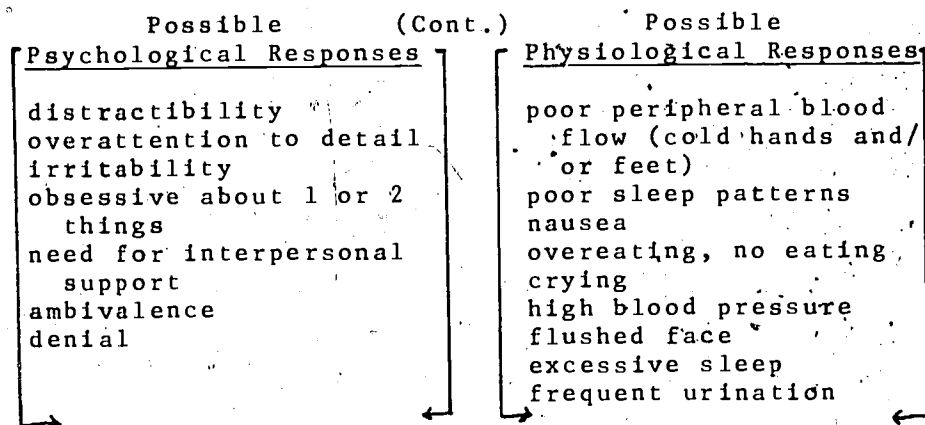 Possible (Cont.) Possible
Psychological Responses
distractibility
overattention to detail
irritability
obsessive about 1 or 2
things
need for interpersonal
support
ambivalence
denial
Physiological Responses
poor peripheral blood
flow (cold hands and/
or feet)
poor sleep patterns
nausea
overeating, no eating
crying
high blood pressure
flushed face
excessive sleep
frequent urination